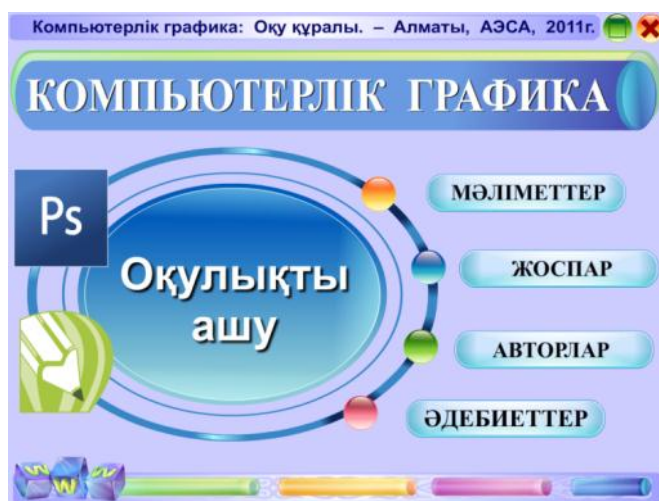 Компьютерлік графика: Оқу құралы. – Алматы, АЭСА, 2011г.
КОМПЬЮТЕРЛІК ГРАФИКА
Ps
Оқулықты
ашу
МӘЛІМЕТТЕР
ЖОСПАР
АВТОРЛАР
ӘДЕБИЕТТЕР
W W W